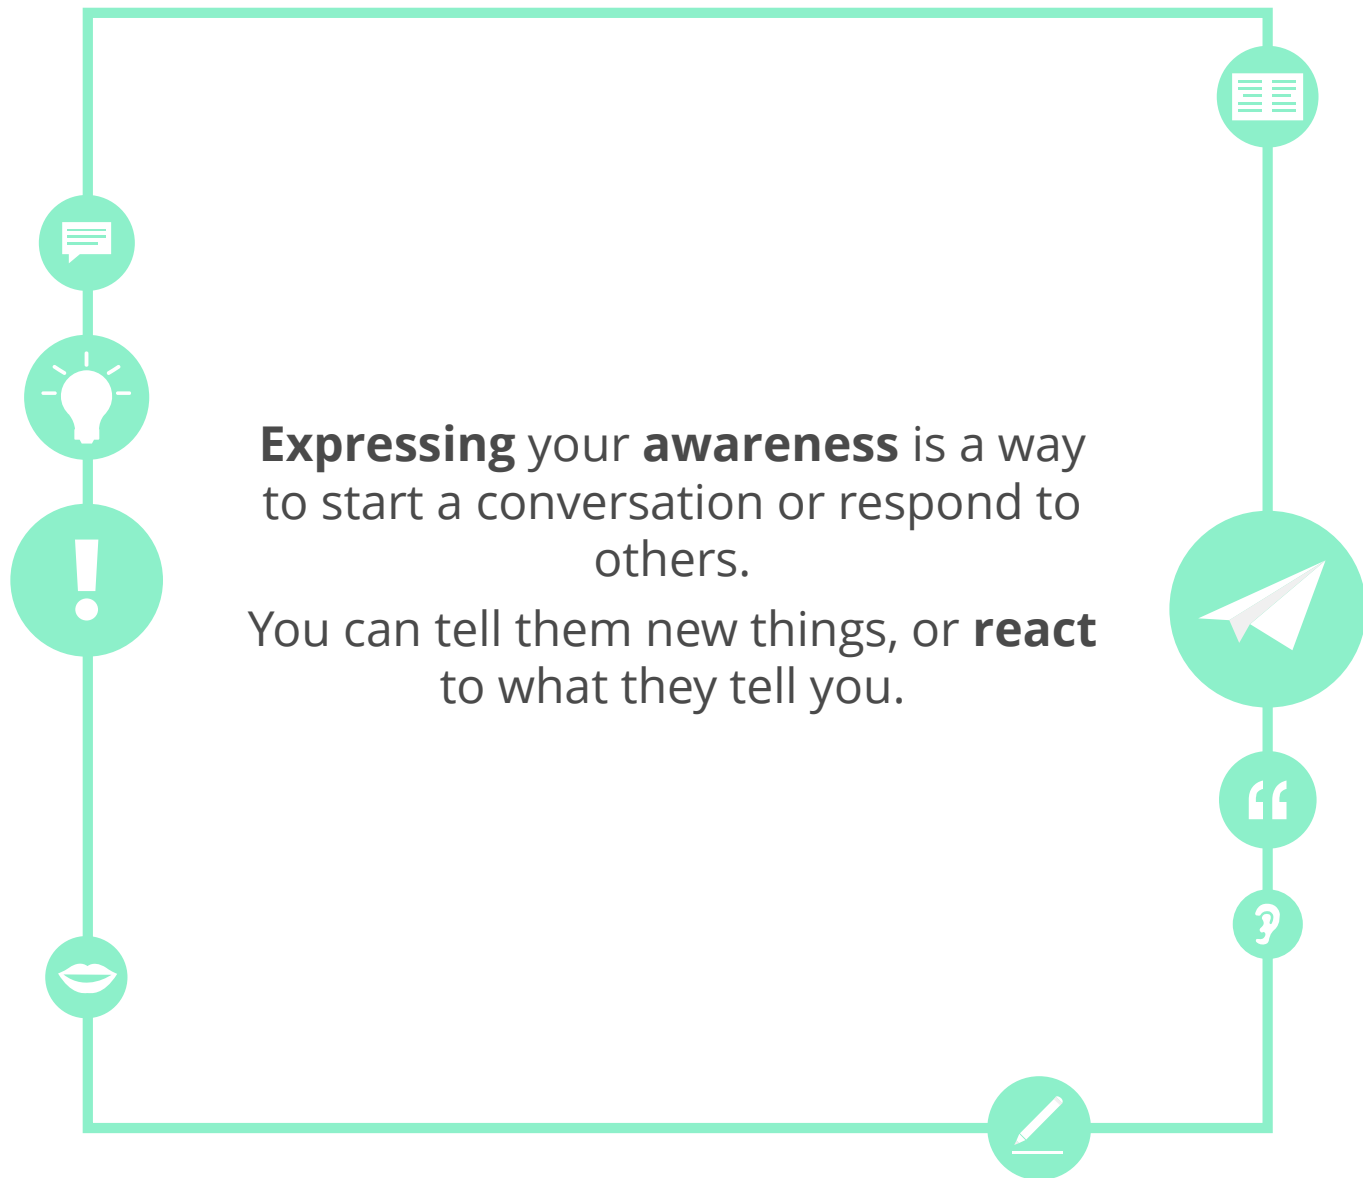 Expressing your awareness is a way
to start a conversation or respond to
others.
You can tell them new things, or react
to what they tell you.